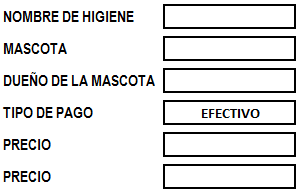 NOMBRE DE HIGIENE
MASCOTA
DUEÑO DE LA MASCOTA
TIPO DE PAGO EFECTIVO
PRECIO
PRECIO